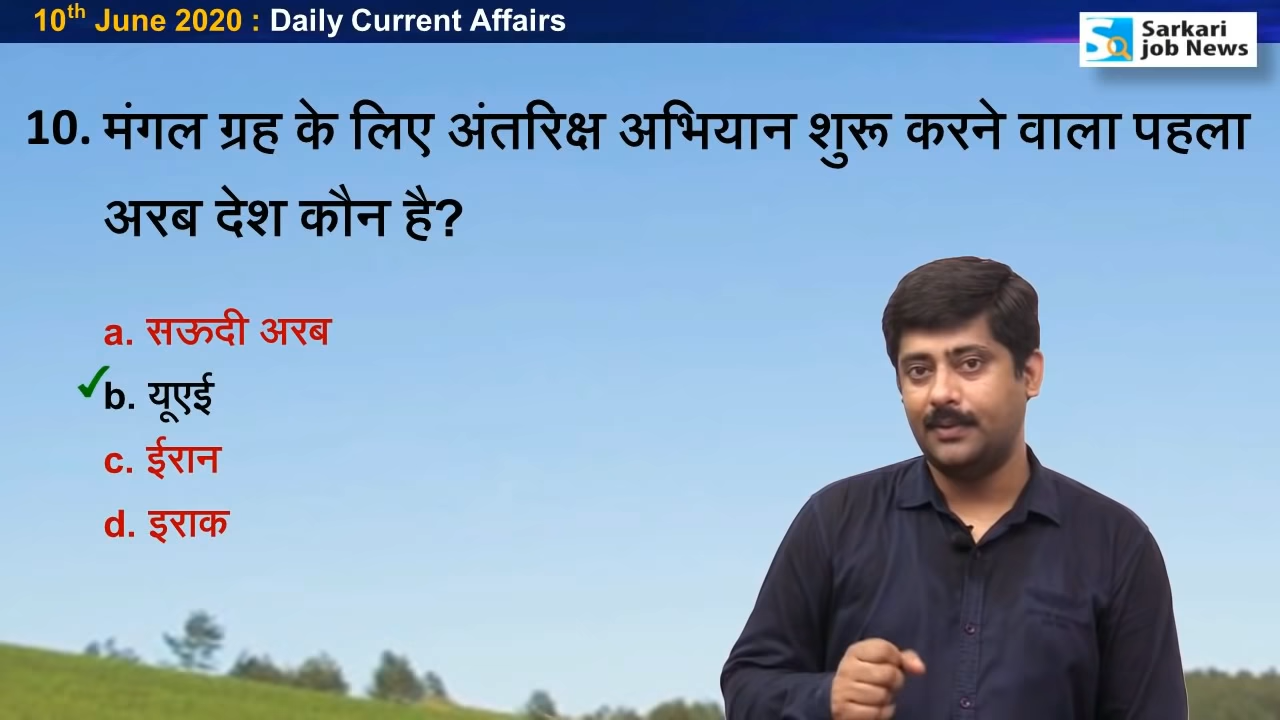 10th June 2020 : Daily Current Affairs
Sarkari
job News
10. मंगल ग्रह के लिए अंतरिक्ष अभियान शुरू करने वाला पहला
अरब देश कौन है?
a. सऊदी अरब
✓b. यूएई
c. ईरान
d. इराक